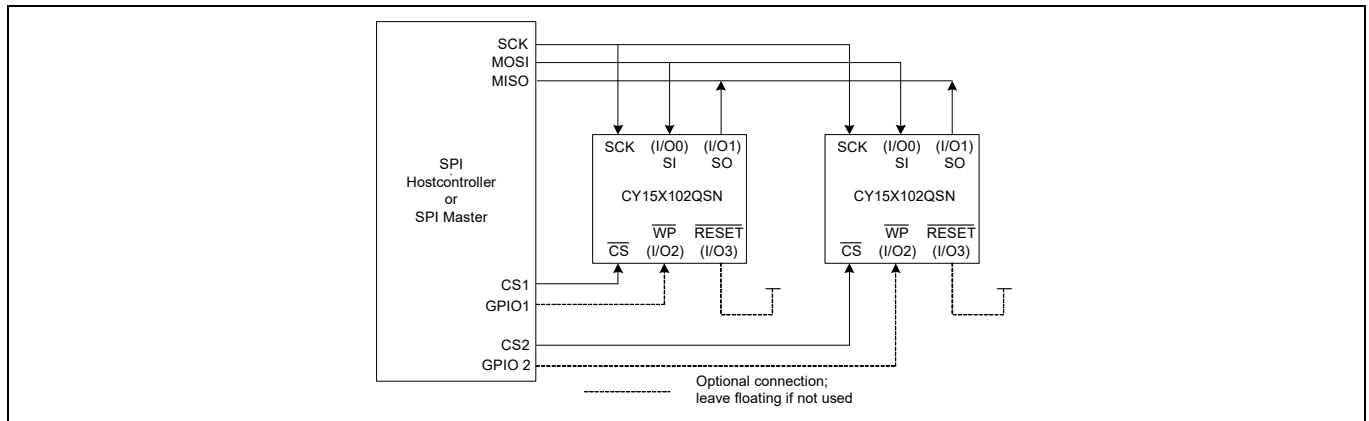 SCK
MOSI
MISO
SPI
Hostcontroller
or
SPI Master
CS1
GPIO1
CS2
GPIO 2
SCK (I/O0) (I/O1)
SI SO
CY15X102QSN
WP RESET
CS (I/O2) (I/O3)
SCK (I/O0) (I/O1)
SI SO
CY15X102QSN
WP RESET
CS (I/O2) (I/O3)
Optional connection;
leave floating if not used